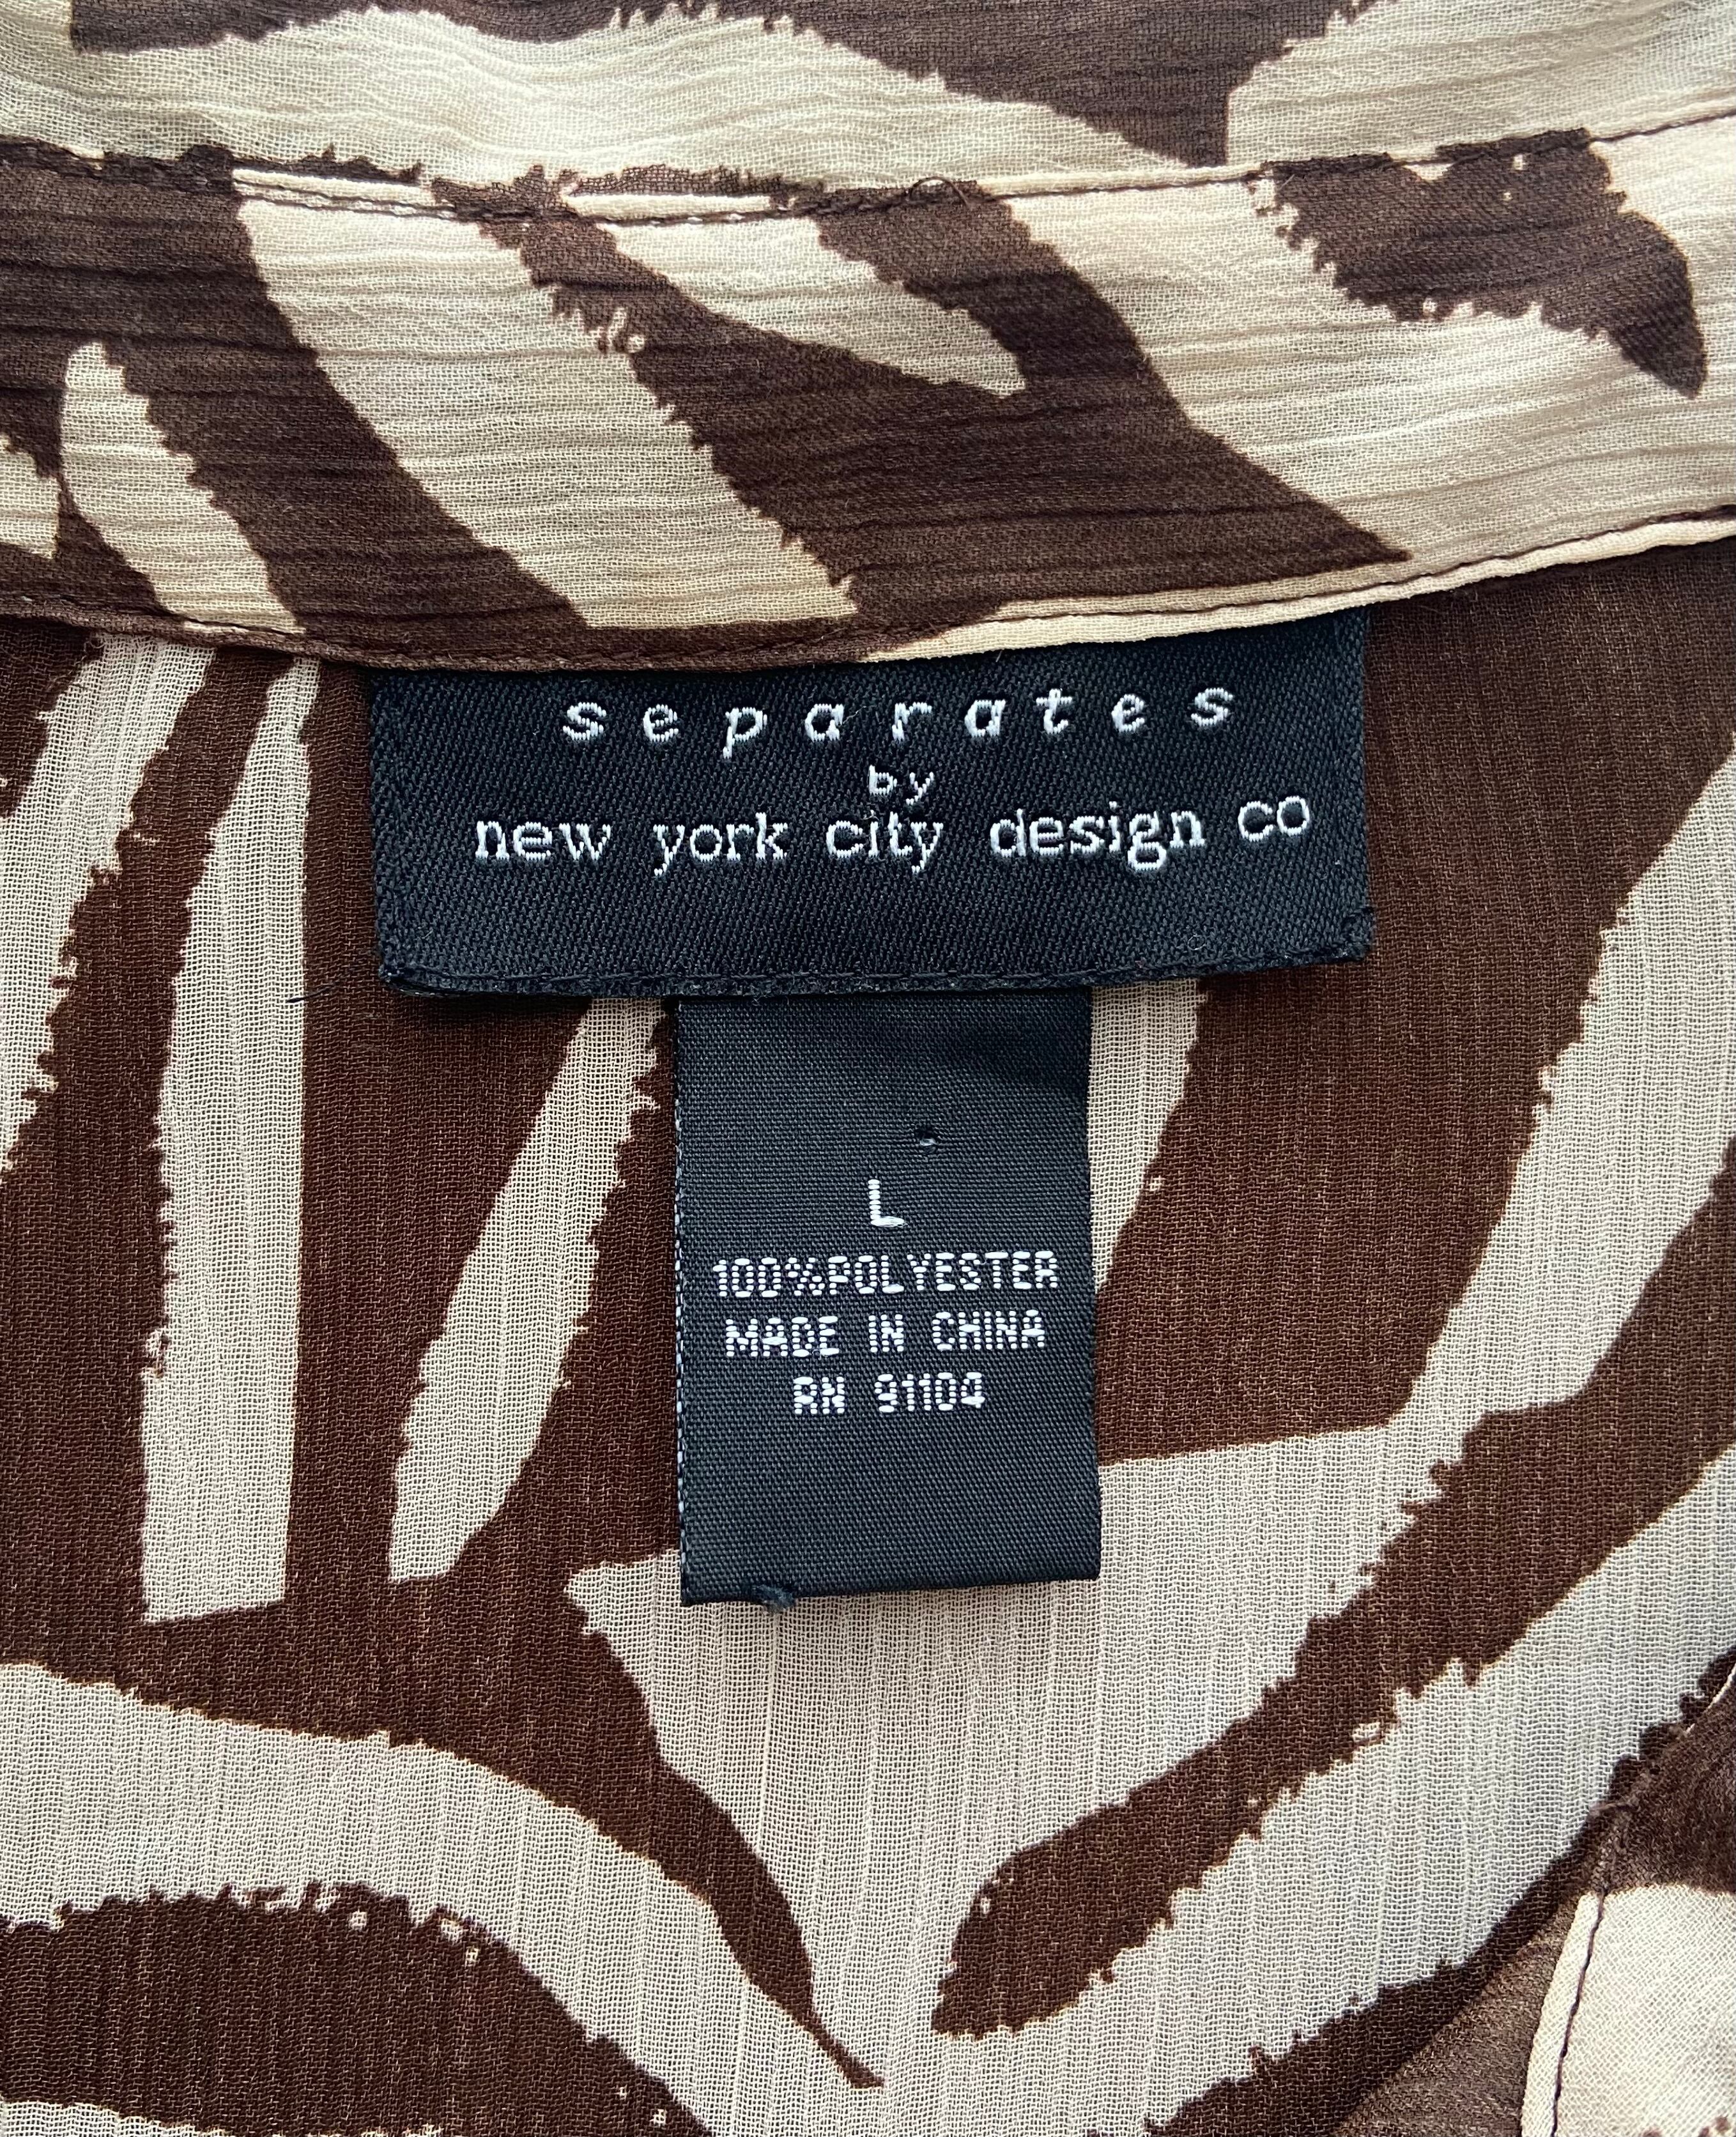 separates
by
new york city design co
L
100%POLYESTER
MADE IN CHINA
RN 91104